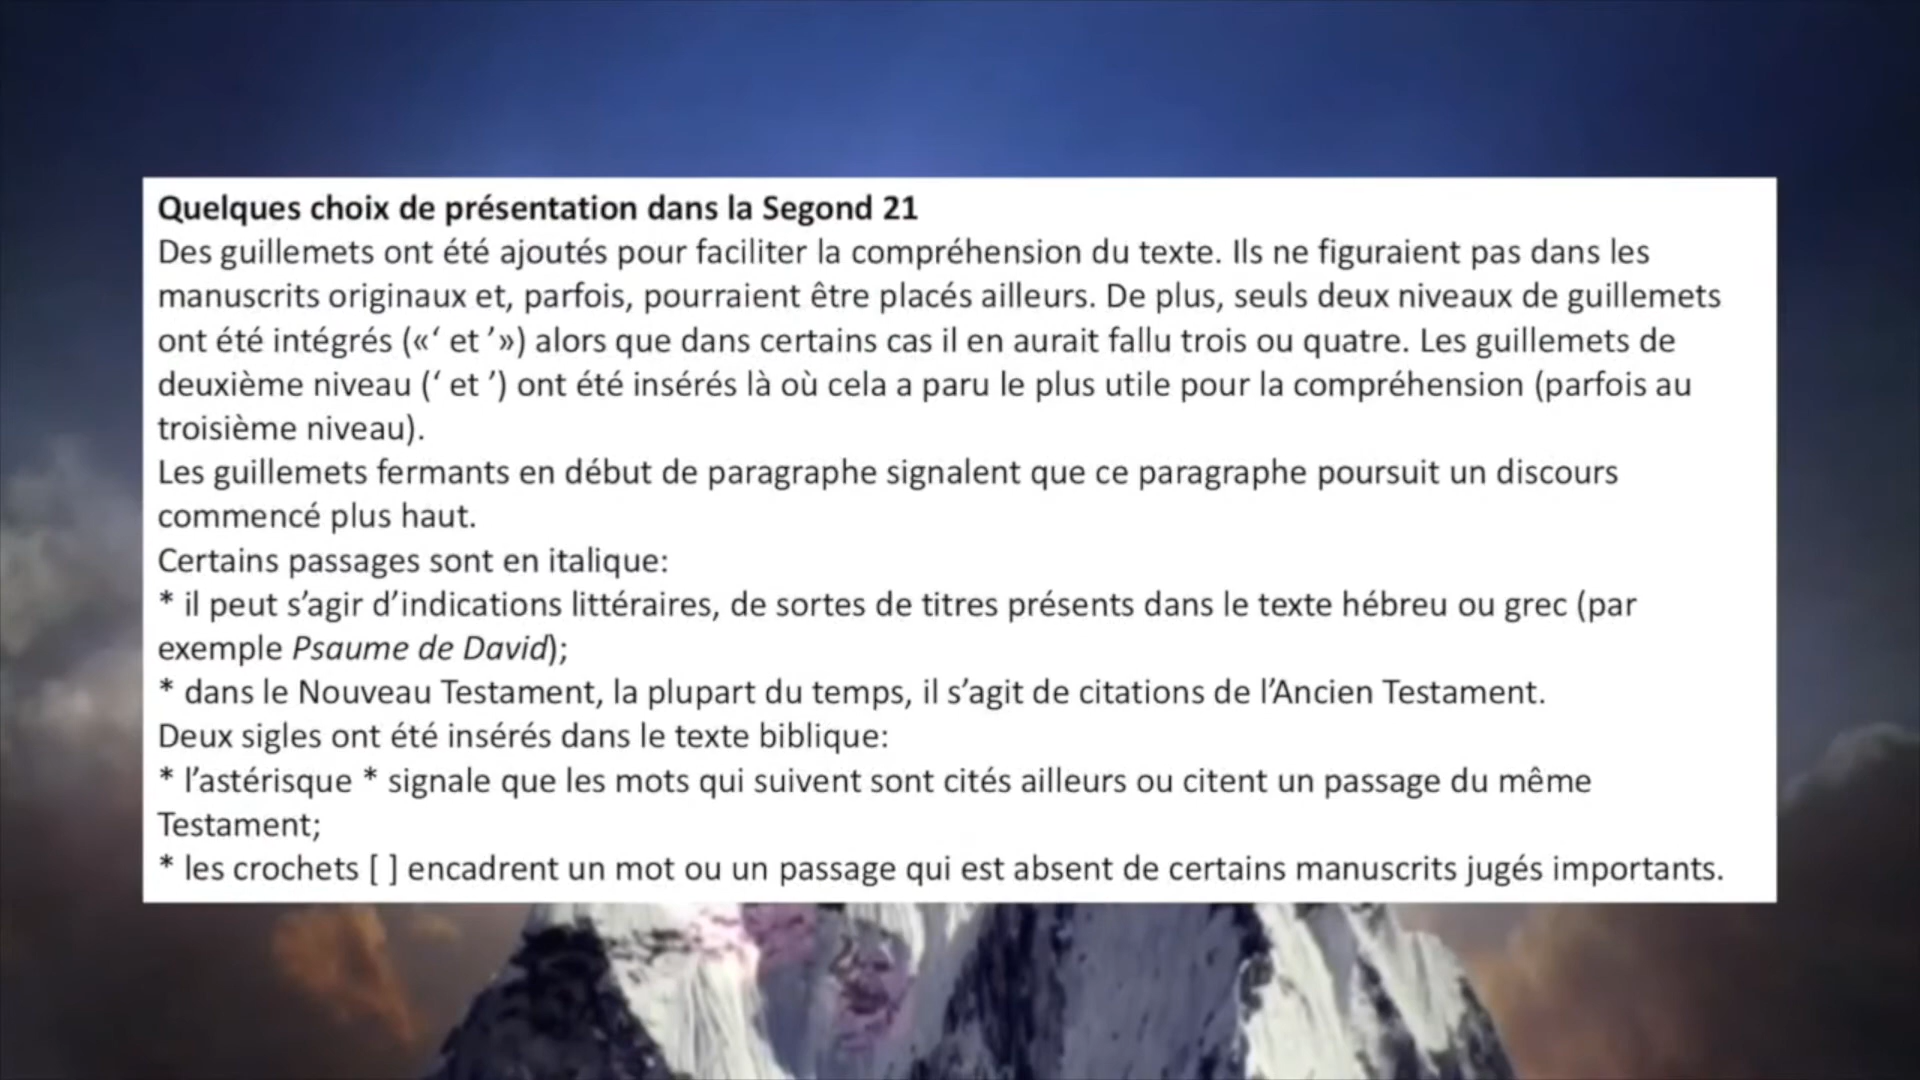 Quelques choix de présentation dans la Segond 21
Des guillemets ont été ajoutés pour faciliter la compréhension du texte. Ils ne figuraient pas dans les
manuscrits originaux et, parfois, pourraient être placés ailleurs. De plus, seuls deux niveaux de guillemets
ont été intégrés («‘ et ’») alors que dans certains cas il en aurait fallu trois ou quatre. Les guillemets de
deuxième niveau (‘ et ’) ont été insérés là où cela a paru le plus utile pour la compréhension (parfois au
troisième niveau).
Les guillemets fermants en début de paragraphe signalent que ce paragraphe poursuit un discours
commencé plus haut.
Certains passages sont en italique:
* il peut s’agir d’indications littéraires, de sortes de titres présents dans le texte hébreu ou grec (par
exemple Psaume de David);
* dans le Nouveau Testament, la plupart du temps, il s’agit de citations de l’Ancien Testament.
Deux sigles ont été insérés dans le texte biblique:
* l’astérisque * signale que les mots qui suivent sont cités ailleurs ou citent un passage du même
Testament;
* les crochets [ ] encadrent un mot ou un passage qui est absent de certains manuscrits jugés importants.